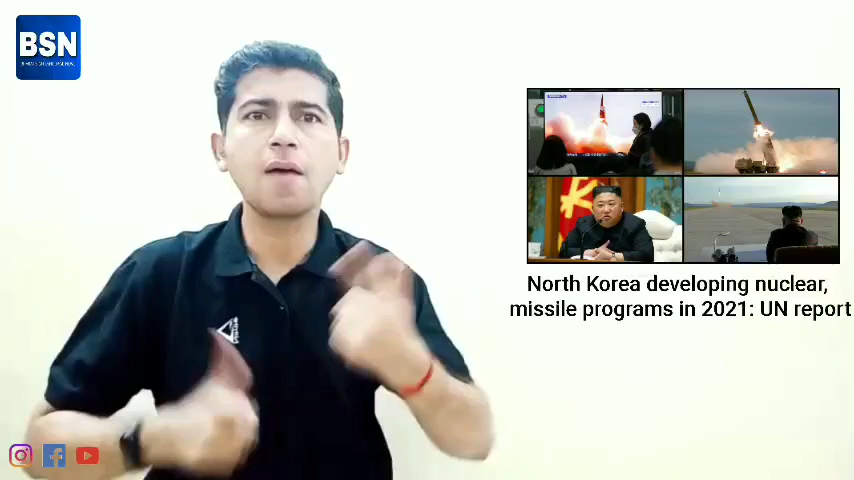 BSN
North Korea developing nuclear,
missile programs in 2021: UN report